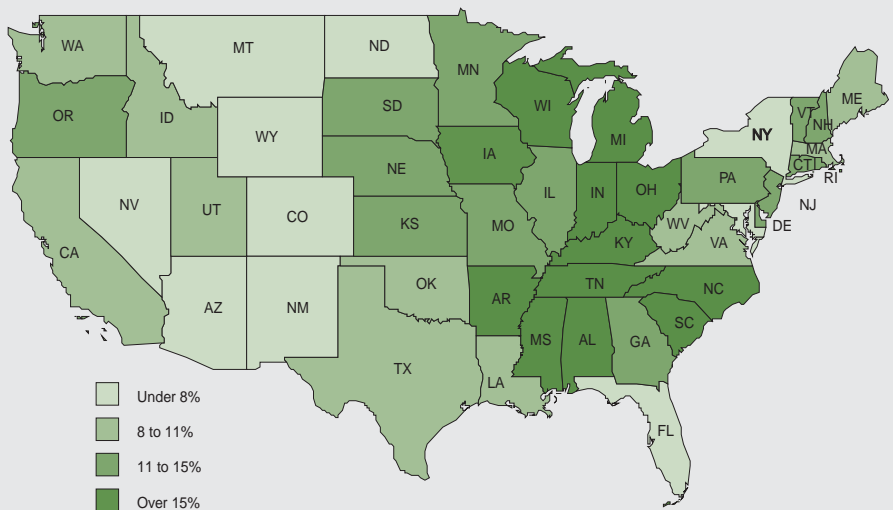 WA
MT
ND
MN
OR
ID
SD
WI
MI
VT
NH
ME
NY
MA
CT
RI
WY
NE
IA
PA
NJ
NV
UT
CO
IL
IN
OH
DE
KS
MO
KY
WV
VA
CA
AZ
NM
OK
AR
TN
NC
SC
MS
AL
GA
TX
LA
FL
Under 8%
8 to 11%
11 to 15%
Over 15%